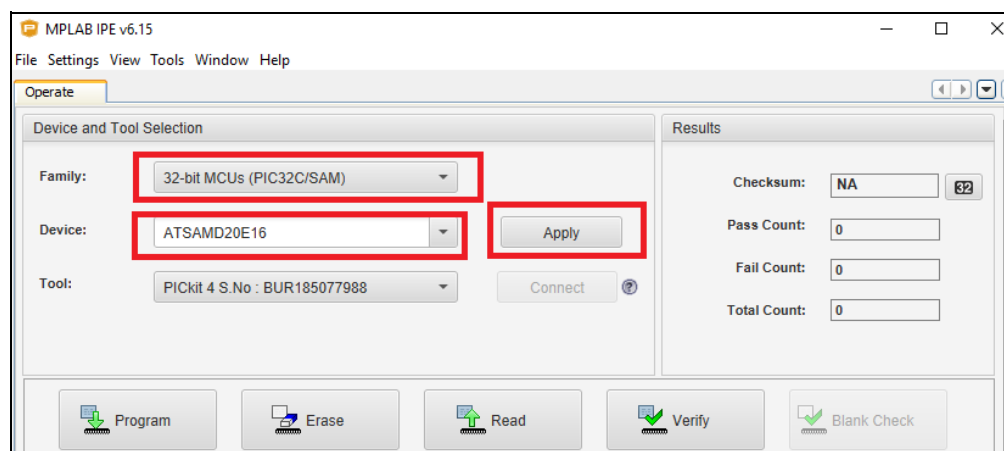 MPLAB IPE v6.15
File Settings View Tools Window Help
Operate
Device and Tool Selection
Family:
32-bit MCUs (PIC32C/SAM)
Device:
ATSAMD20E16
Apply
Tool:
PICkit 4 S.No : BUR185077988
Connect
?
Results
Checksum:
NA
32
Pass Count:
0
Fail Count:
0
Total Count:
0
Program
Erase
Read
Verify
Blank Check